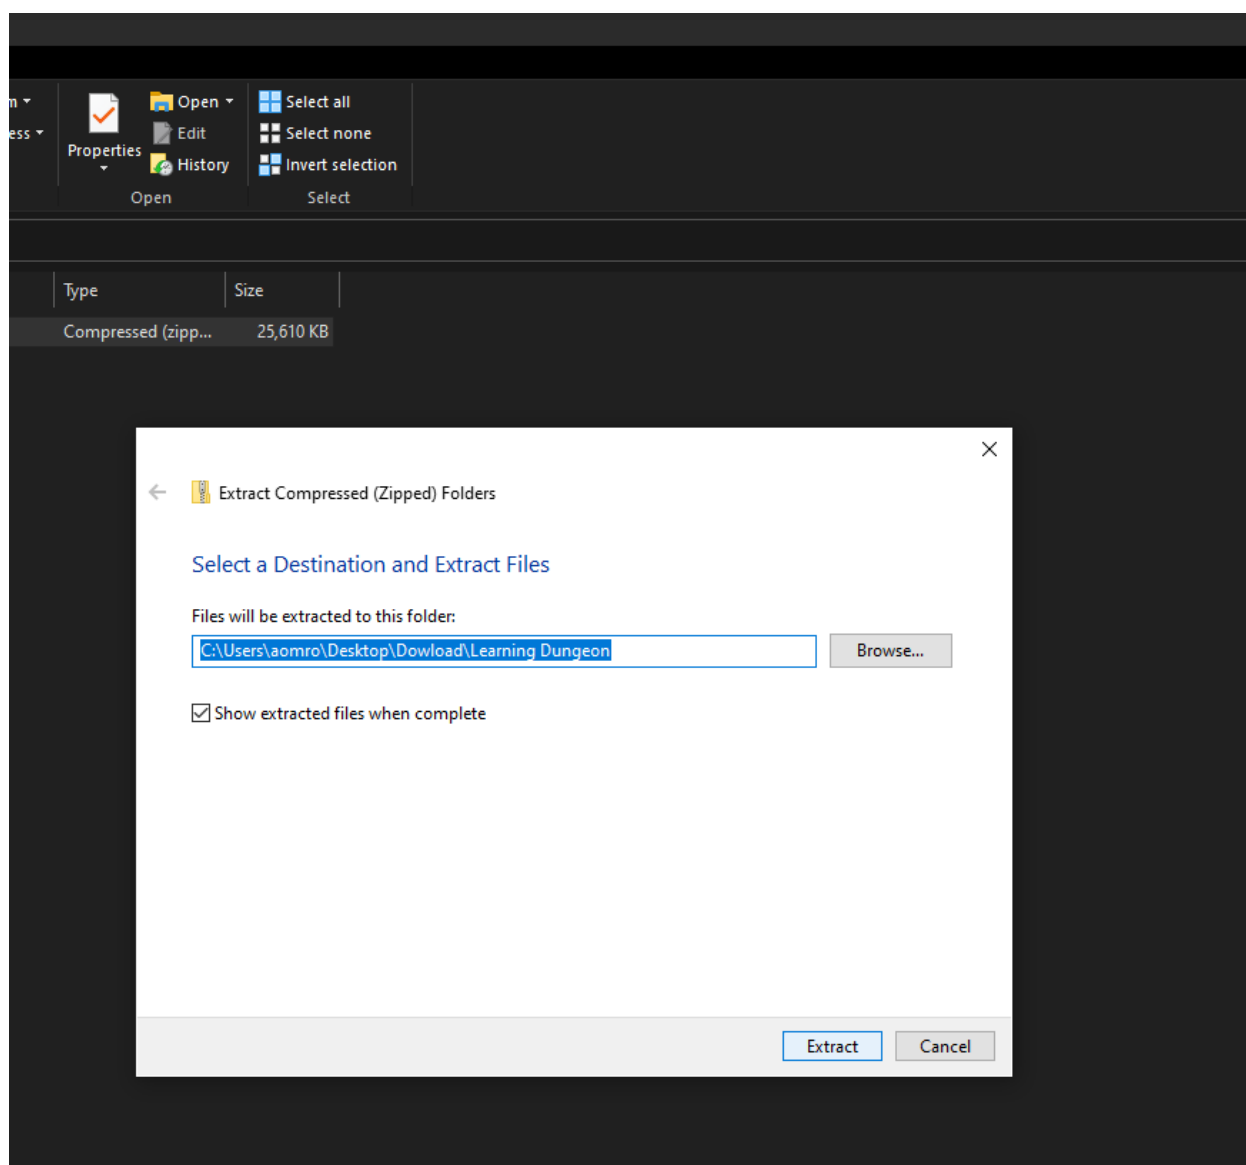 m
ess
Properties
Open
Edit
History
Open
Select all
Select none
Invert selection
Select
Type
Size
Compressed (zipp...
25,610 KB
Extract Compressed (Zipped) Folders
Select a Destination and Extract Files
Files will be extracted to this folder:
C:\Users\aomro\Desktop\Dowload\Learning Dungeon
Browse...
Show extracted files when complete
Extract
Cancel